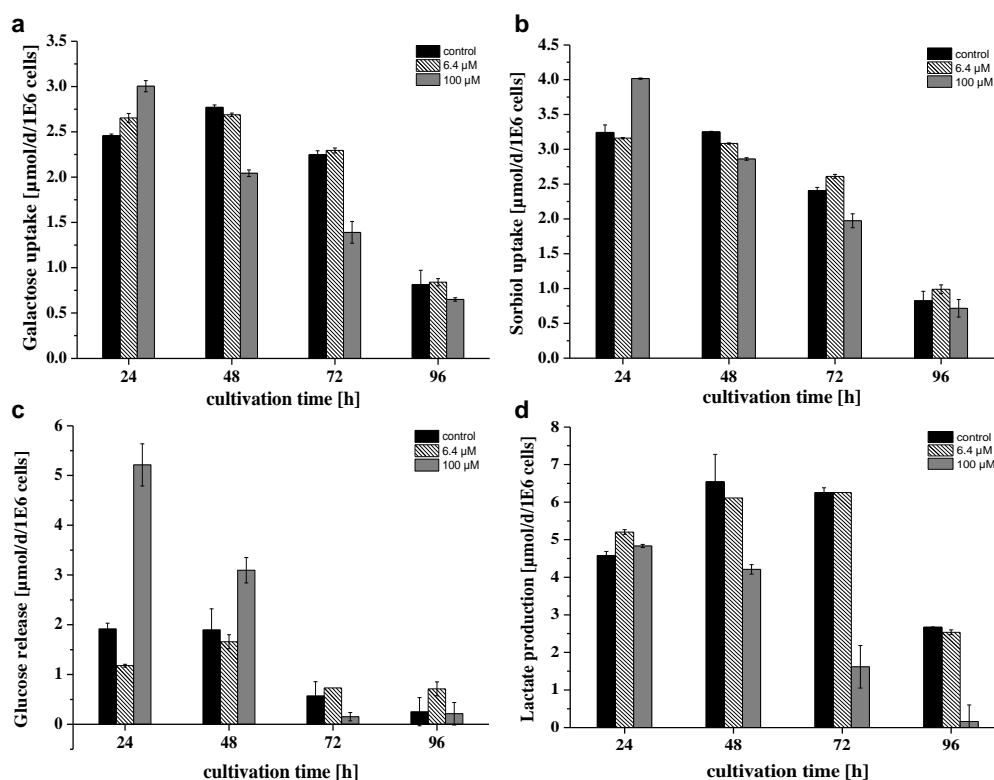 a
Galactose uptake [µmol/d/1E6 cells]
3.5
3.0
2.5
2.0
1.5
1.0
0.5
0.0
control
6.4 µM
100 µM
24 48 72 96
cultivation time [h]
b
Sorbiol uptake [µmol/d/1E6 cells]
4.5
4.0
3.5
3.0
2.5
2.0
1.5
1.0
0.5
0.0
control
6.4 µM
100 µM
24 48 72 96
cultivation time [h]
c
Glucose release [µmol/d/1E6 cells]
6
5
4
3
2
1
0
control
6.4 µM
100 µM
24 48 72 96
cultivation time [h]
d
Lactate production [µmol/d/1E6 cells]
8
7
6
5
4
3
2
1
0
control
6.4 µM
100 µM
24 48 72 96
cultivation time [h]